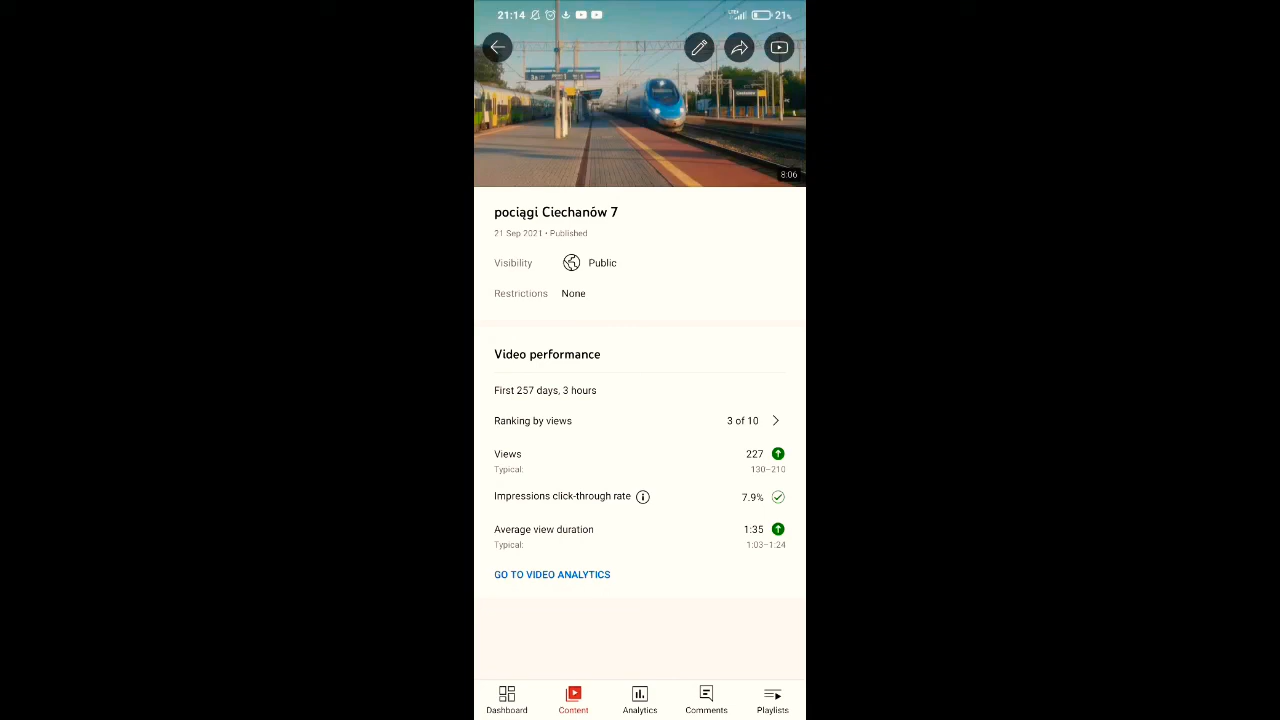 21:14
21%
8:06
pociągi Ciechanów 7
21 Sep 2021 • Published
Visibility Public
Restrictions None
Video performance
First 257 days, 3 hours
Ranking by views 3 of 10
Views 227
Typical: 130–210
Impressions click-through rate 7.9%
Average view duration 1:35
Typical: 1:03–1:24
GO TO VIDEO ANALYTICS
Dashboard Content Analytics Comments Playlists